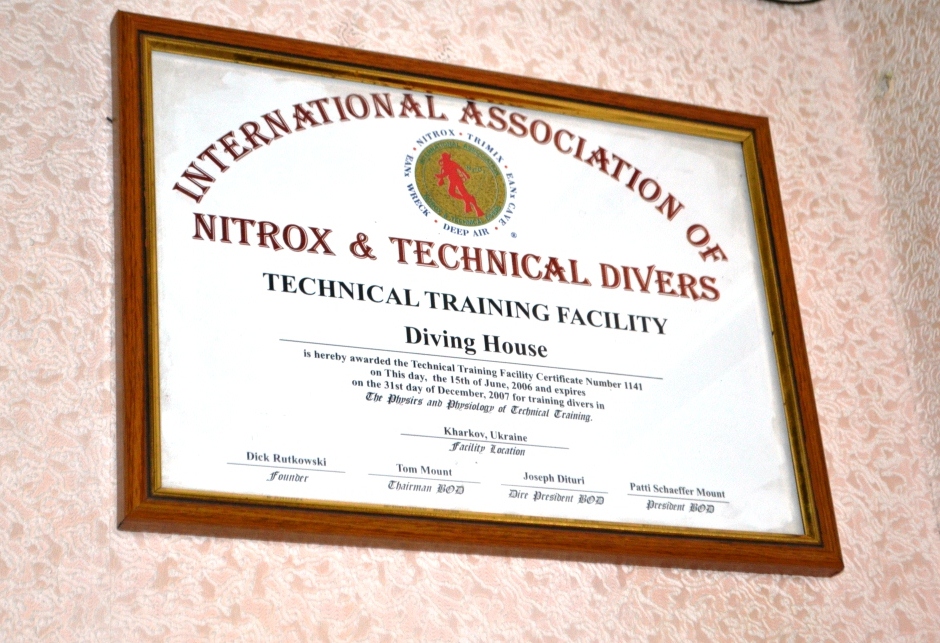 INTERNATIONAL ASSOCIATION OF
NITROX • TRIMIX • EANx CAVE • DEEP AIR • WRECK • EANx
®
NITROX & TECHNICAL DIVERS
TECHNICAL TRAINING FACILITY
Diving House
is hereby awarded the Technical Training Facility Certificate Number 1141
on This day, the 15th of June, 2006 and expires
on the 31st day of December, 2007 for training divers in
The Physics and Physiology of Technical Training.
Kharkov, Ukraine
Facility Location
Dick Rutkowski
Founder
Tom Mount
Chairman BOD
Joseph Dituri
Vice President BOD
Patti Schaeffer Mount
President BOD